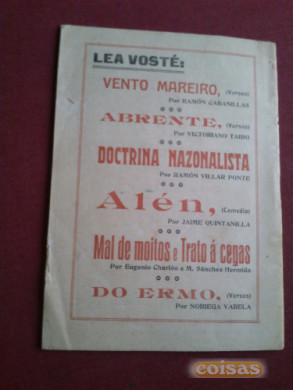 LEA VOSTÉ:
VENTO MAREIRO, (Versos)
Por RAMÓN CABANILLAS
ABRENTE, (Versos)
Por VICTORIANO TAIBO
DOCTRINA NAZONALISTA
Por RAMÓN VILLAR PONTE
Alén, (Comedia)
Por JAIME QUINTANILLA
Mal de moitos e Trato á cegas
Por Eugenio Charlón e M. Sánchez Hermida
DO ERMO, (Versos)
Por NORIEGA VARELA
coisas